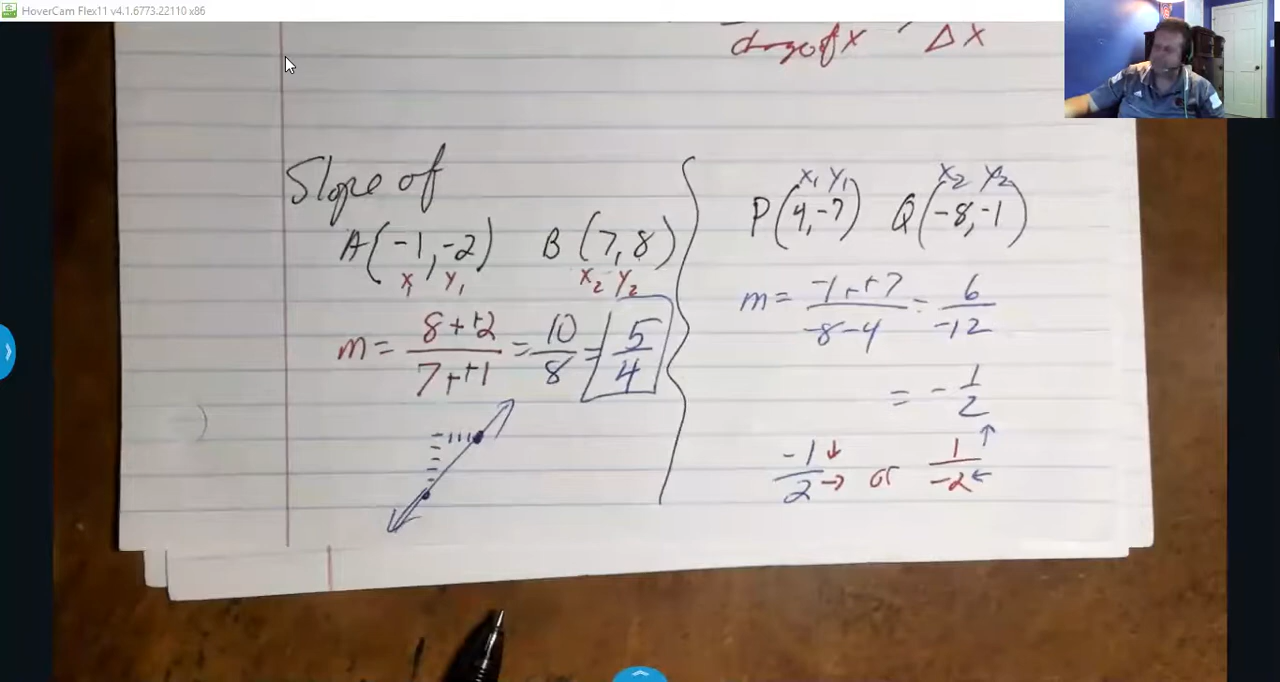 HoverCam Flex11 v4.1.6773.22110 x86
change of X , Δ X
Slope of
A(-1, -2) B(7, 8)
X₁ Y₁ X₂ Y₂
m = 8++2 / 7++1 = 10/8 = 5/4
X₁ Y₁ X₂ Y₂
P(4, -7) Q(-8, -1)
m = -1++7 / -8-4 = 6/-12
= -1/2
-1/2 ↓ → or 1/-2 ↑ ←